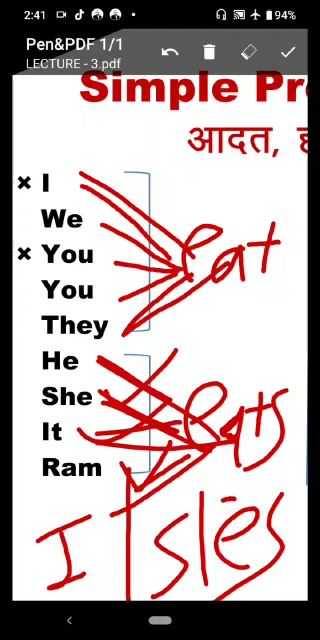 2:41 94%
Pen&PDF 1/1
LECTURE - 3.pdf
Simple Pr
आदत,
× I
We
× You
You
They
eat
He
She
It
Ram
eats
I s/es